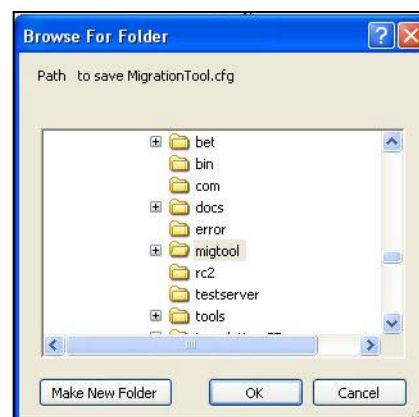 Browse For Folder
Path to save MigrationTool.cfg
bet
bin
com
docs
error
migtool
rc2
testserver
tools
Make New Folder
OK
Cancel